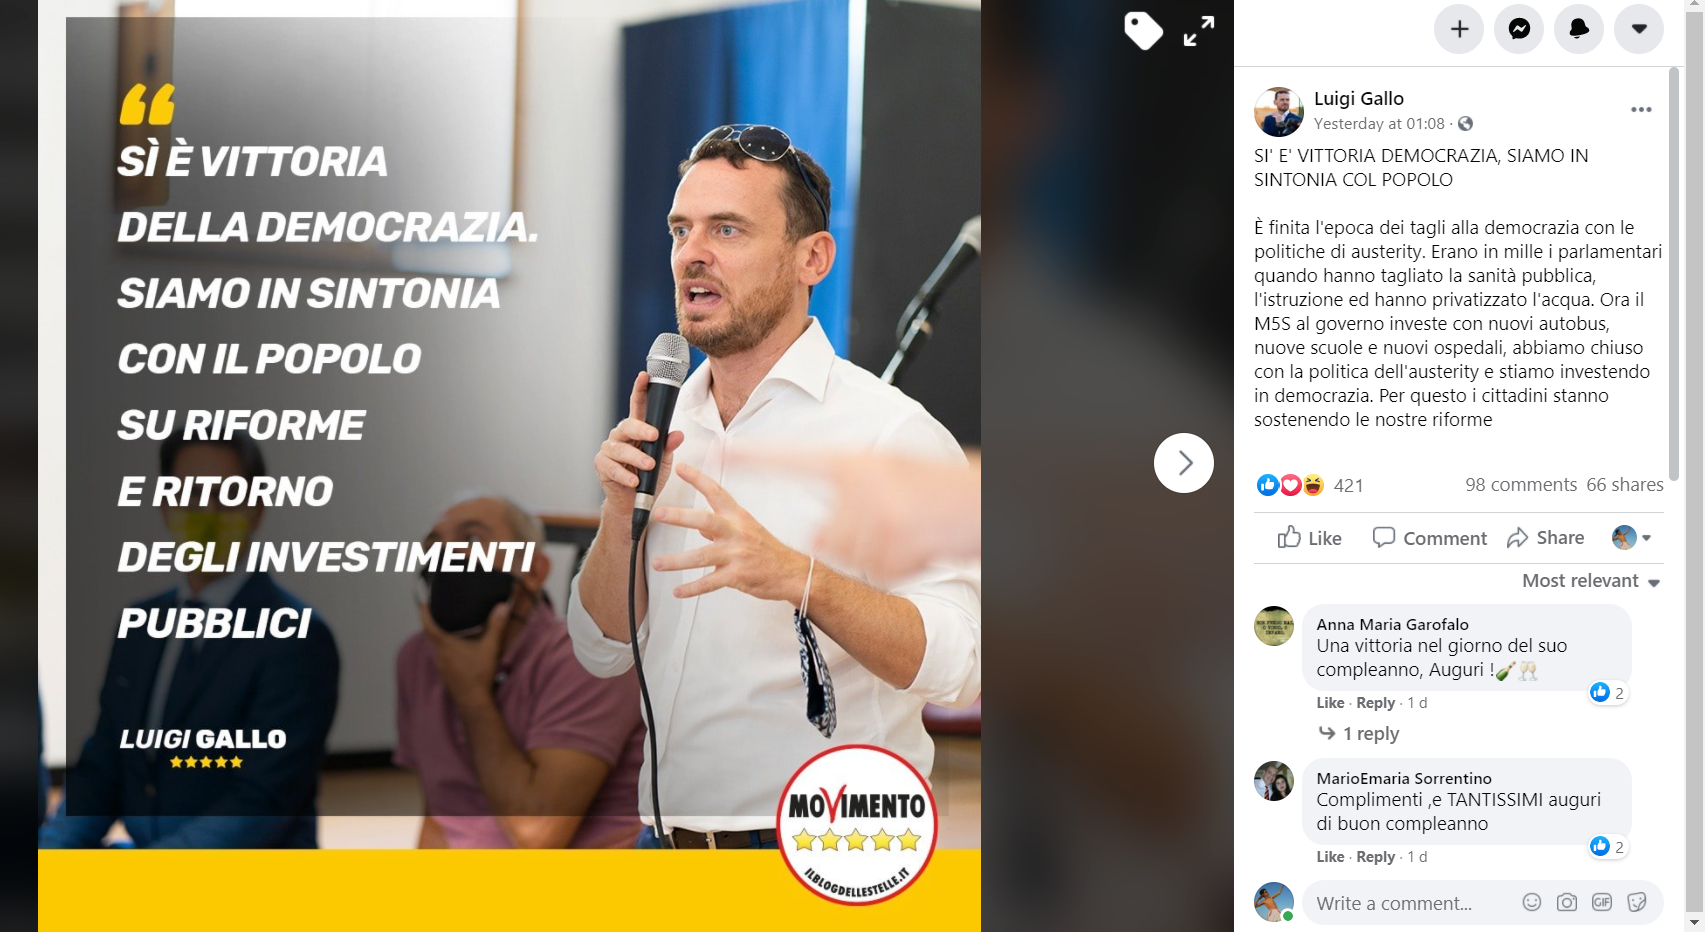 “
SÌ È VITTORIA
DELLA DEMOCRAZIA.
SIAMO IN SINTONIA
CON IL POPOLO
SU RIFORME
E RITORNO
DEGLI INVESTIMENTI
PUBBLICI
LUIGI GALLO
MOVIMENTO
ILBLOGDELLESTELLE.IT
Luigi Gallo
Yesterday at 01:08 ·
SI' E' VITTORIA DEMOCRAZIA, SIAMO IN
SINTONIA COL POPOLO
È finita l'epoca dei tagli alla democrazia con le
politiche di austerity. Erano in mille i parlamentari
quando hanno tagliato la sanità pubblica,
l'istruzione ed hanno privatizzato l'acqua. Ora il
M5S al governo investe con nuovi autobus,
nuove scuole e nuovi ospedali, abbiamo chiuso
con la politica dell'austerity e stiamo investendo
in democrazia. Per questo i cittadini stanno
sostenendo le nostre riforme
421
98 comments 66 shares
Like Comment Share
Most relevant
Anna Maria Garofalo
Una vittoria nel giorno del suo
compleanno, Auguri !🍾🥂
2
Like · Reply · 1 d
1 reply
MarioEmaria Sorrentino
Complimenti ,e TANTISSIMI auguri
di buon compleanno
2
Like · Reply · 1 d
Write a comment...
GIF